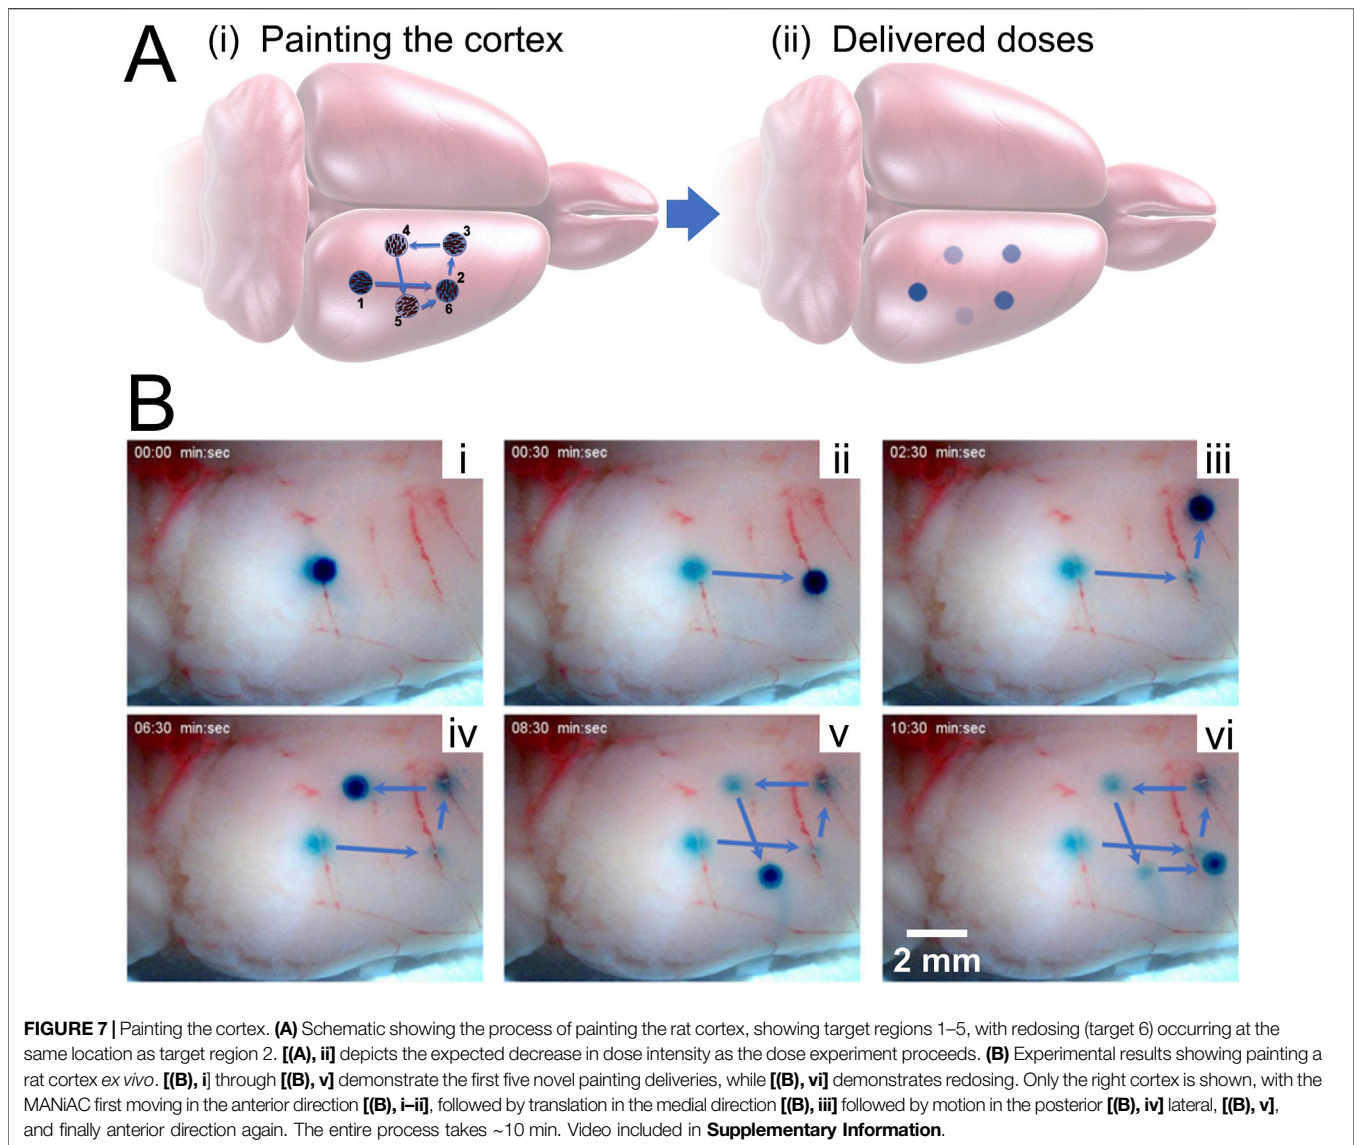 A
(i) Painting the cortex
(ii) Delivered doses
4
3
1
2
5
6
B
00:00 min:sec
i
00:30 min:sec
ii
02:30 min:sec
iii
06:30 min:sec
iv
08:30 min:sec
v
10:30 min:sec
vi
2 mm
FIGURE 7 | Painting the cortex. (A) Schematic showing the process of painting the rat cortex, showing target regions 1–5, with redosing (target 6) occurring at the
same location as target region 2. [(A), ii] depicts the expected decrease in dose intensity as the dose experiment proceeds. (B) Experimental results showing painting a
rat cortex ex vivo. [(B), i] through [(B), v] demonstrate the first five novel painting deliveries, while [(B), vi] demonstrates redosing. Only the right cortex is shown, with the
MANiAC first moving in the anterior direction [(B), i–ii], followed by translation in the medial direction [(B), iii] followed by motion in the posterior [(B), iv] lateral, [(B), v],
and finally anterior direction again. The entire process takes ~10 min. Video included in Supplementary Information.